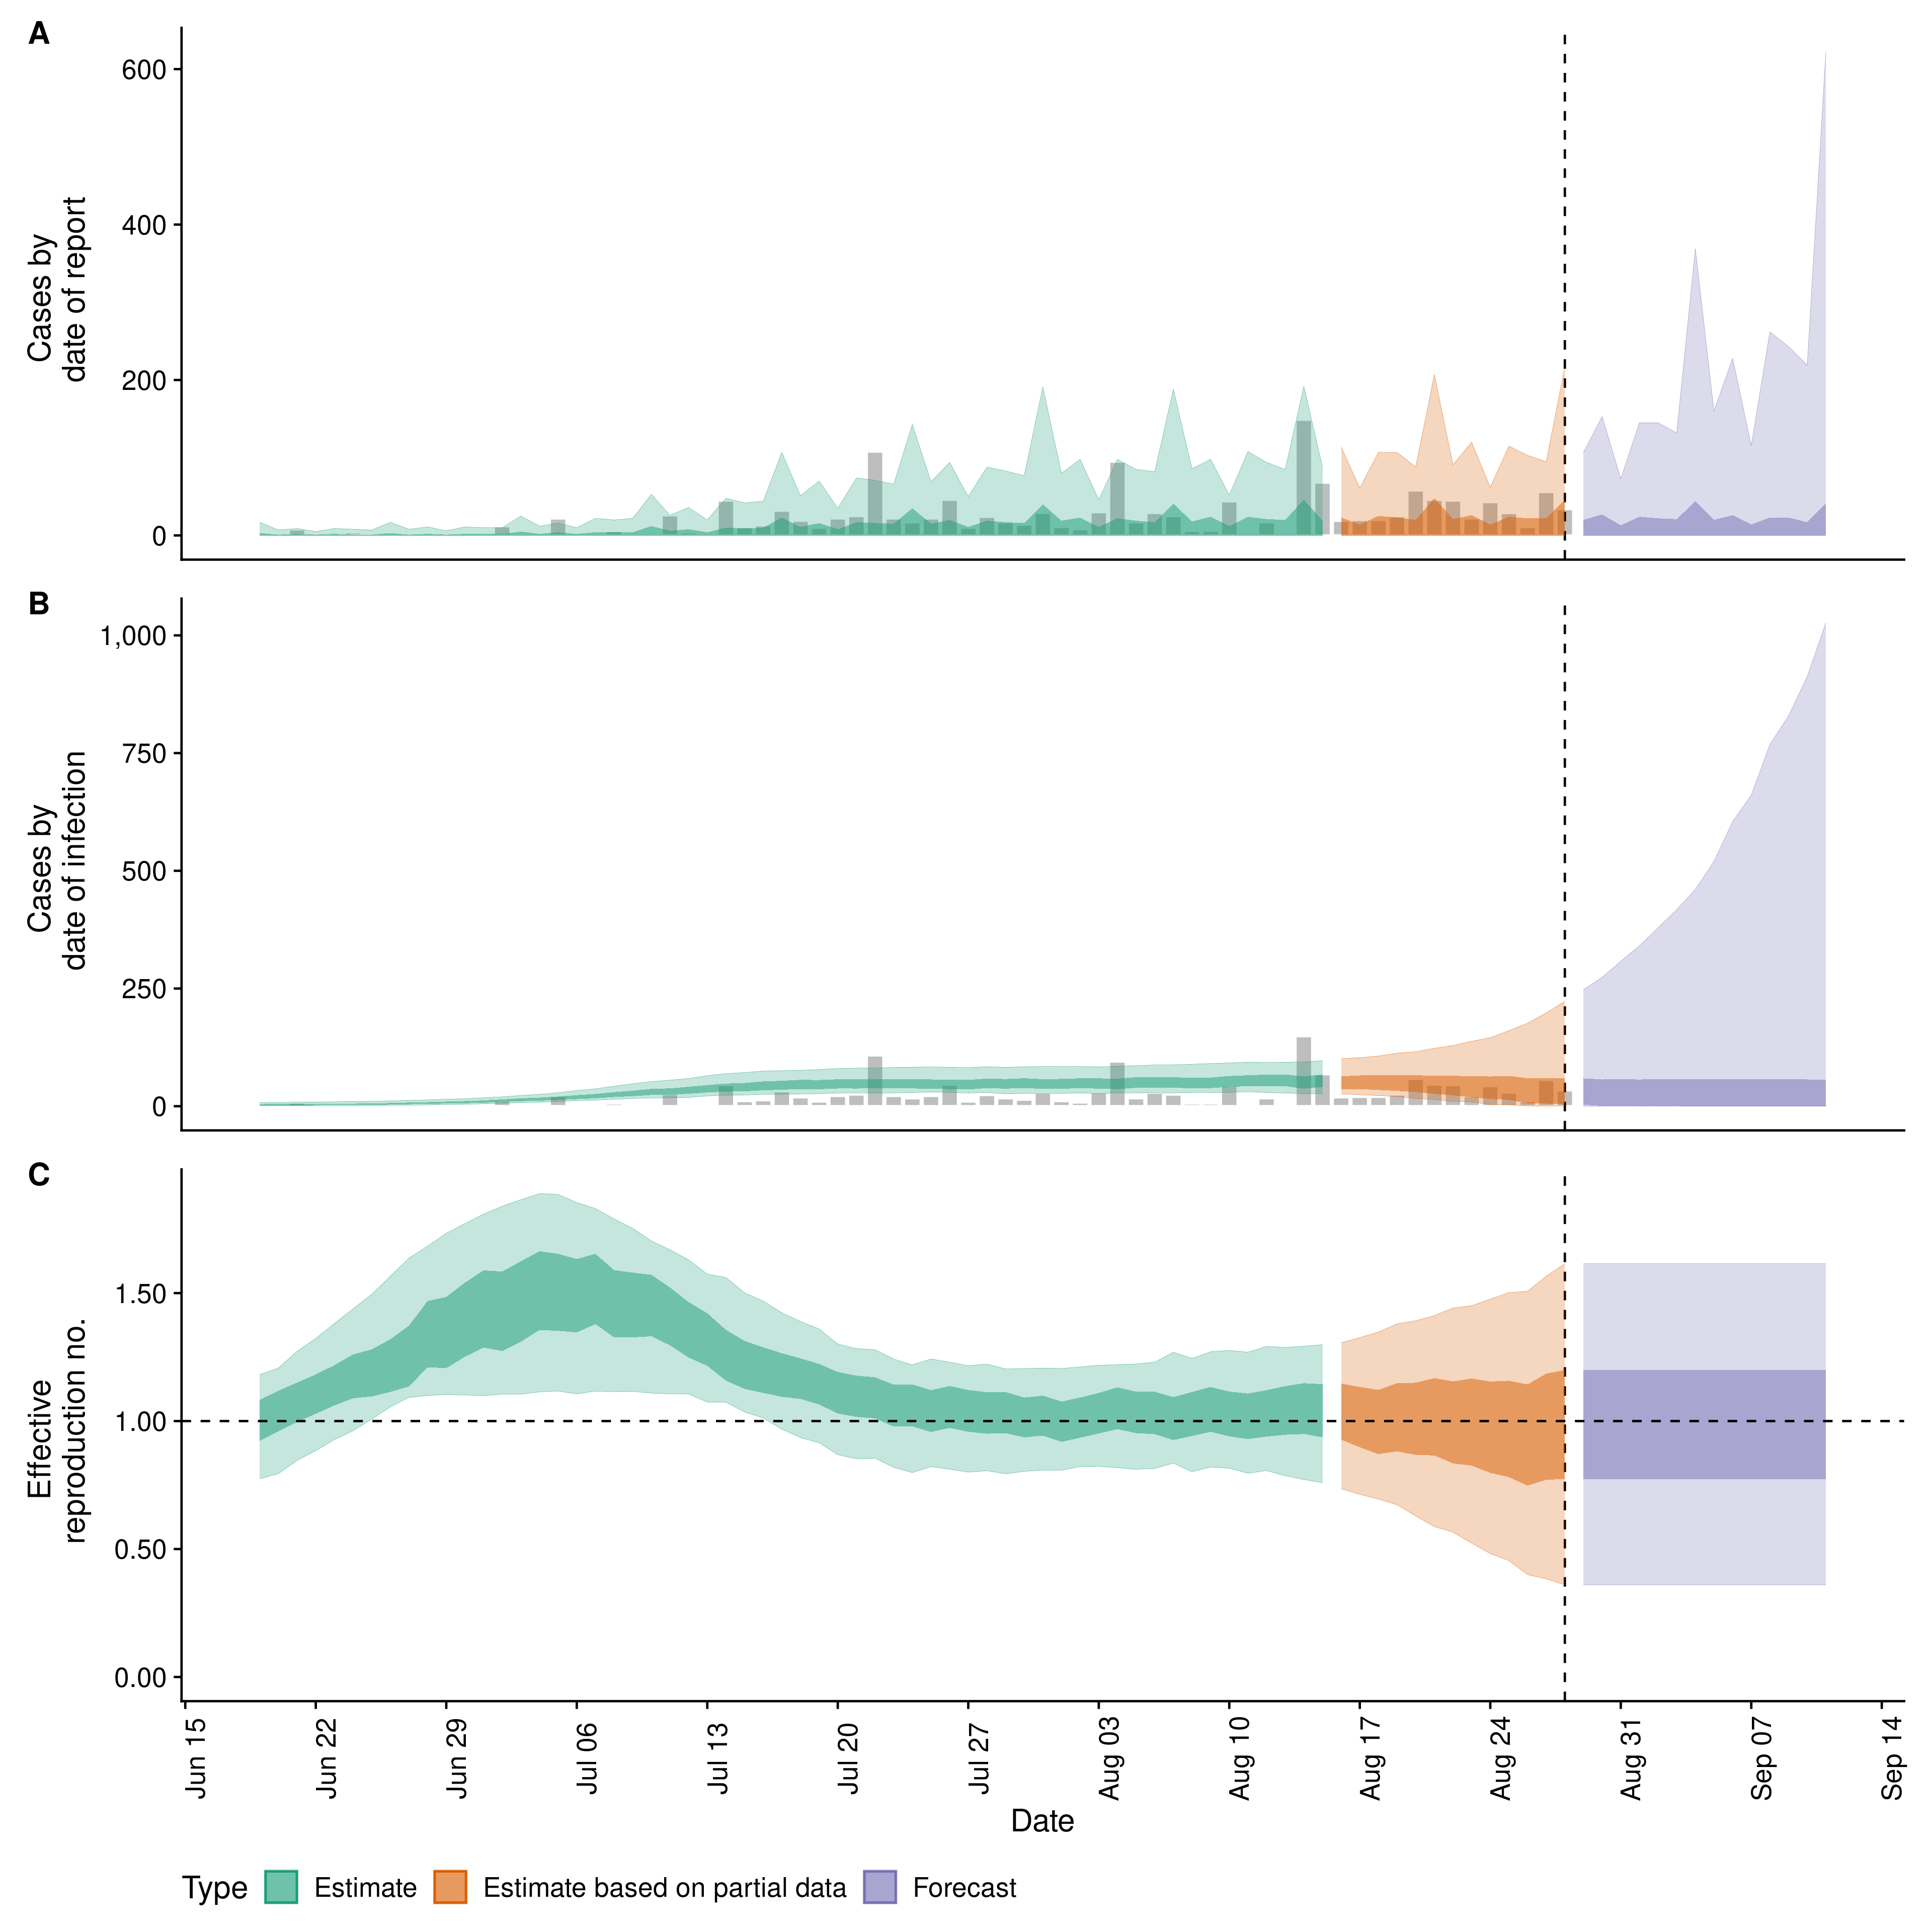 A
Cases by
date of report
600
400
200
0
B
Cases by
date of infection
1,000
750
500
250
0
C
Effective
reproduction no.
1.50
1.00
0.50
0.00
Jun 15
Jun 22
Jun 29
Jul 06
Jul 13
Jul 20
Jul 27
Aug 03
Aug 10
Aug 17
Aug 24
Aug 31
Sep 07
Sep 14
Date
Type Estimate Estimate based on partial data Forecast